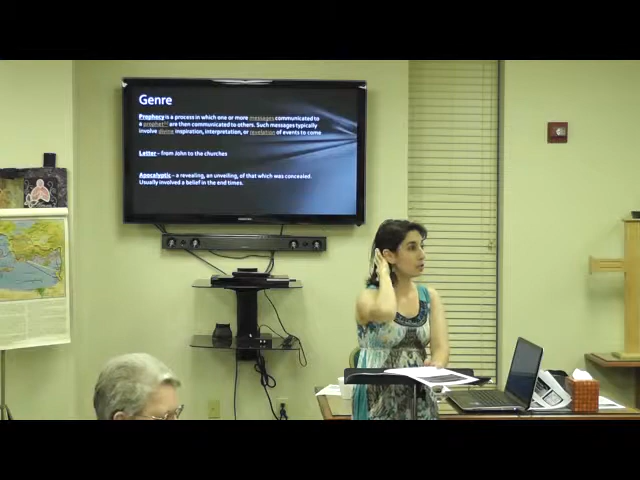 Genre
Prophecy is a process in which one or more messages communicated to
a prophet are then communicated to others. Such messages typically
involve divine inspiration, interpretation, or revelation of events to come
Letter – from John to the churches
Apocalyptic – a revealing, an unveiling, of that which was concealed.
Usually involved a belief in the end times.